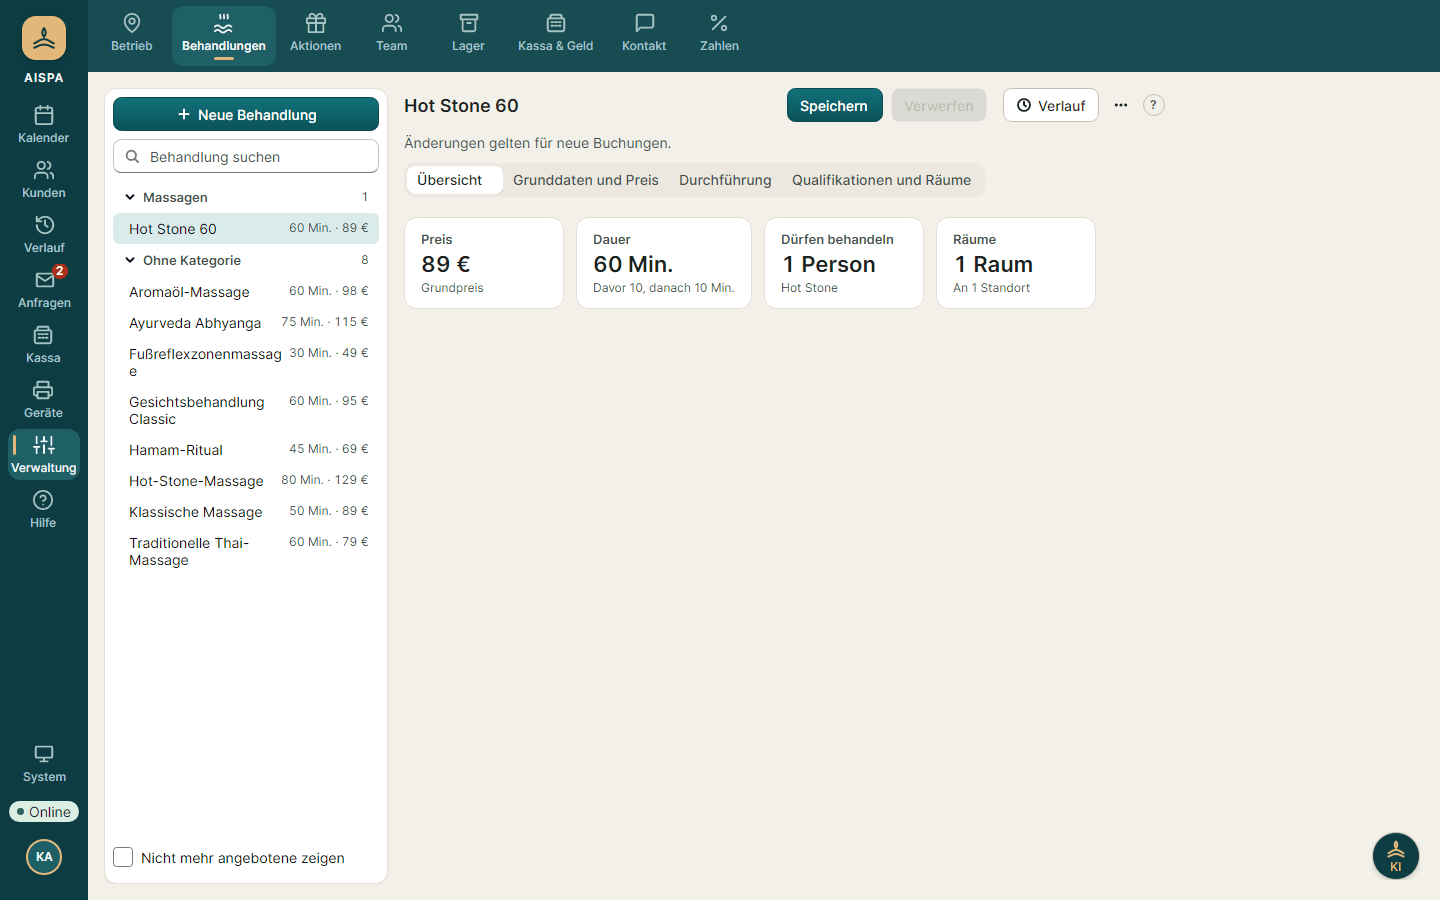 AISPA
Kalender
Kunden
Verlauf
2
Anfragen
Kassa
Geräte
Verwaltung
Hilfe
System
Online
KA
Betrieb
Behandlungen
Aktionen
Team
Lager
Kassa & Geld
Kontakt
Zahlen
+ Neue Behandlung
Behandlung suchen
Massagen 1
Hot Stone 60 60 Min. · 89 €
Ohne Kategorie 8
Aromaöl-Massage 60 Min. · 98 €
Ayurveda Abhyanga 75 Min. · 115 €
Fußreflexzonenmassag 30 Min. · 49 €
e
Gesichtsbehandlung 60 Min. · 95 €
Classic
Hamam-Ritual 45 Min. · 69 €
Hot-Stone-Massage 80 Min. · 129 €
Klassische Massage 50 Min. · 89 €
Traditionelle Thai- 60 Min. · 79 €
Massage
Nicht mehr angebotene zeigen
Hot Stone 60
Speichern
Verwerfen
Verlauf
···
?
Änderungen gelten für neue Buchungen.
Übersicht
Grunddaten und Preis
Durchführung
Qualifikationen und Räume
Preis
89 €
Grundpreis
Dauer
60 Min.
Davor 10, danach 10 Min.
Dürfen behandeln
1 Person
Hot Stone
Räume
1 Raum
An 1 Standort
KI